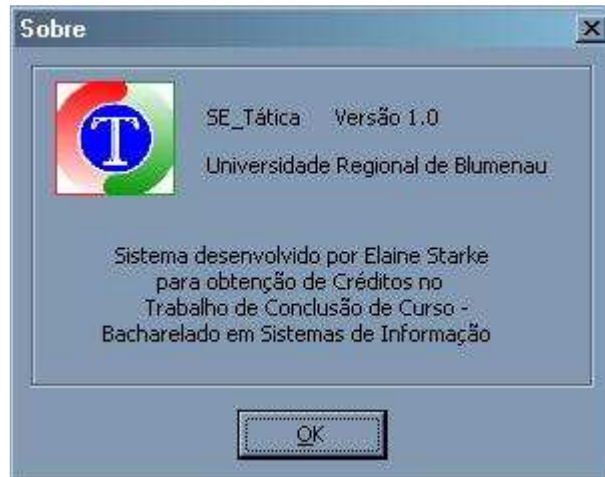 Sobre
T
SE_Tática Versão 1.0
Universidade Regional de Blumenau
Sistema desenvolvido por Elaine Starke
para obtenção de Créditos no
Trabalho de Conclusão de Curso -
Bacharelado em Sistemas de Informação
OK